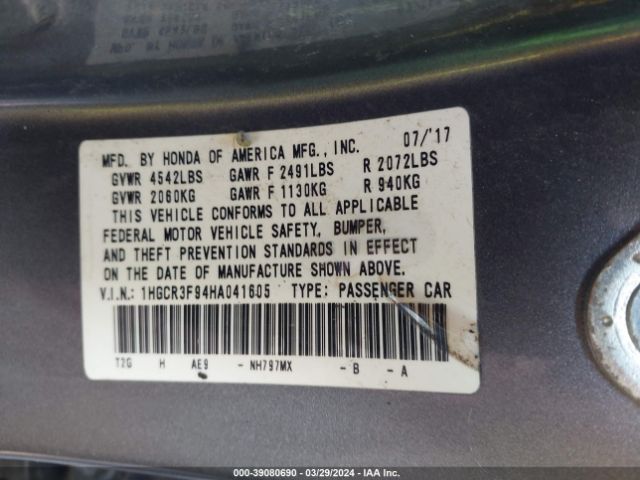 MFD. BY HONDA OF AMERICA MFG., INC. 07/'17
GVWR 4542LBS GAWR F 2491LBS R 2072LBS
GVWR 2060KG GAWR F 1130KG R 940KG
THIS VEHICLE CONFORMS TO ALL APPLICABLE
FEDERAL MOTOR VEHICLE SAFETY, BUMPER,
AND THEFT PREVENTION STANDARDS IN EFFECT
ON THE DATE OF MANUFACTURE SHOWN ABOVE.
V.I.N.: 1HGCR3F94HA041605 TYPE: PASSENGER CAR
T2G H AE9 - NH797MX - B - A
000-39080690 - 03/29/2024 - IAA Inc.